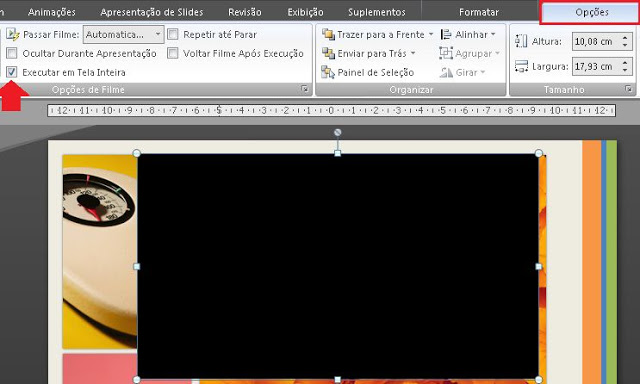 Animações Apresentação de Slides Revisão Exibição Suplementos Formatar Opções
Passar Filme: Automatica... Repetir até Parar Trazer para a Frente Alinhar Altura: 10,08 cm
Ocultar Durante Apresentação Voltar Filme Após Execução Enviar para Trás Agrupar Largura: 17,93 cm
Executar em Tela Inteira Painel de Seleção Girar
Opções de Filme Organizar Tamanho
12 11 10 9 8 7 6 5 4 3 2 1 0 1 2 3 4 5 6 7 8 9 10 11 12